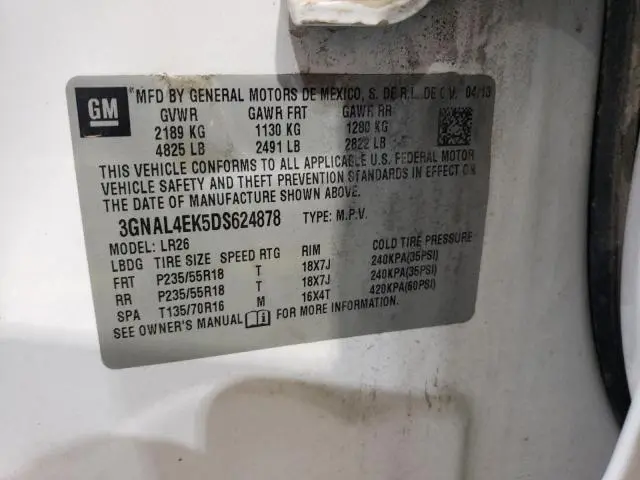 GM
MFD BY GENERAL MOTORS DE MEXICO, S. DE R.L. DE C.V. 04/13
GVWR GAWR FRT GAWR RR
2189 KG 1130 KG 1280 KG
4825 LB 2491 LB 2822 LB
THIS VEHICLE CONFORMS TO ALL APPLICABLE U.S. FEDERAL MOTOR
VEHICLE SAFETY AND THEFT PREVENTION STANDARDS IN EFFECT ON
THE DATE OF MANUFACTURE SHOWN ABOVE.
3GNAL4EK5DS624878 TYPE: M.P.V.
MODEL: LR26
LBDG TIRE SIZE SPEED RTG RIM COLD TIRE PRESSURE
FRT P235/55R18 T 18X7J 240KPA(35PSI)
RR P235/55R18 T 18X7J 240KPA(35PSI)
SPA T135/70R16 M 16X4T 420KPA(60PSI)
SEE OWNER'S MANUAL FOR MORE INFORMATION